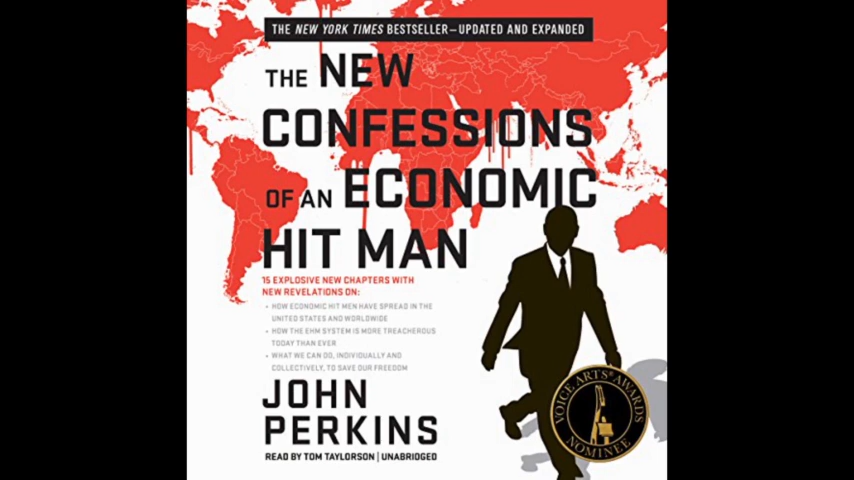 THE NEW YORK TIMES BESTSELLER—UPDATED AND EXPANDED
THE NEW
CONFESSIONS
OF AN ECONOMIC
HIT MAN
15 EXPLOSIVE NEW CHAPTERS WITH
NEW REVELATIONS ON:
• HOW ECONOMIC HIT MEN HAVE SPREAD IN THE
UNITED STATES AND WORLDWIDE
• HOW THE EHM SYSTEM IS MORE TREACHEROUS
TODAY THAN EVER
• WHAT WE CAN DO, INDIVIDUALLY AND
COLLECTIVELY, TO SAVE OUR FREEDOM
JOHN
PERKINS
READ BY TOM TAYLORSON | UNABRIDGED
VOICE ARTS® AWARDS
NOMINEE